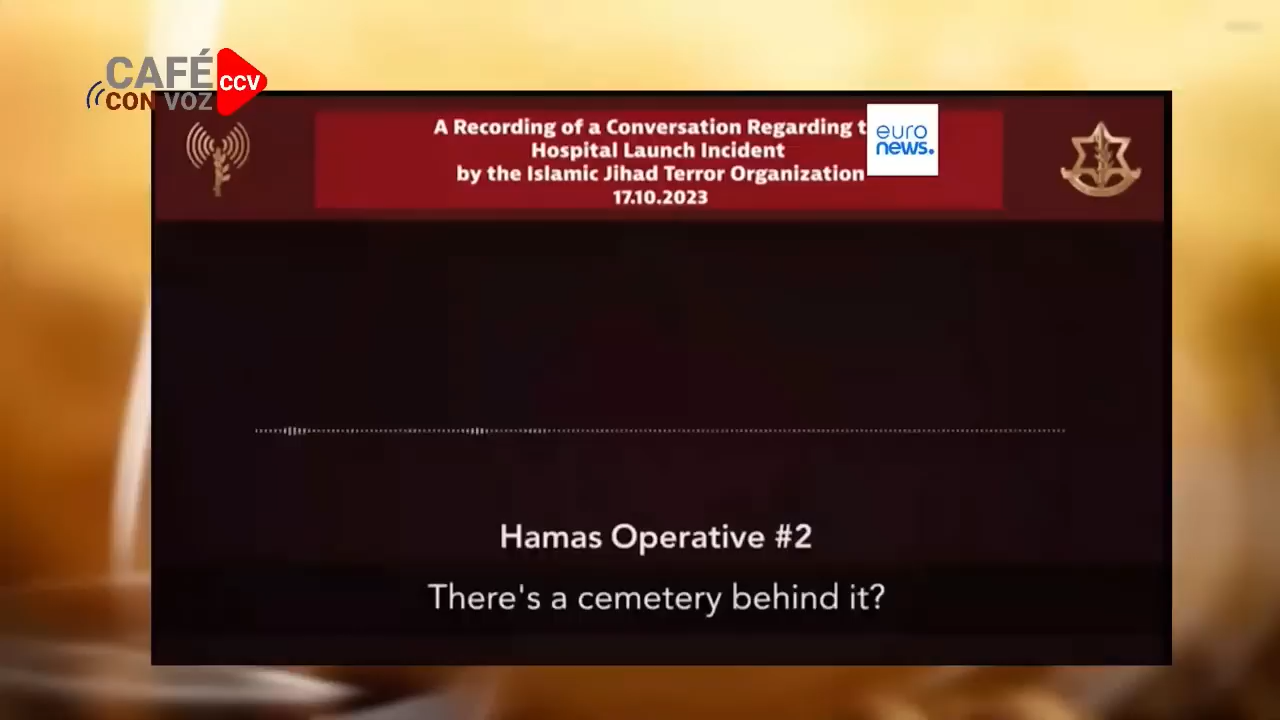 CAFÉ
CON VOZ
CCV
A Recording of a Conversation Regarding t
Hospital Launch Incident
by the Islamic Jihad Terror Organization
17.10.2023
euro
news.
Hamas Operative #2
There's a cemetery behind it?